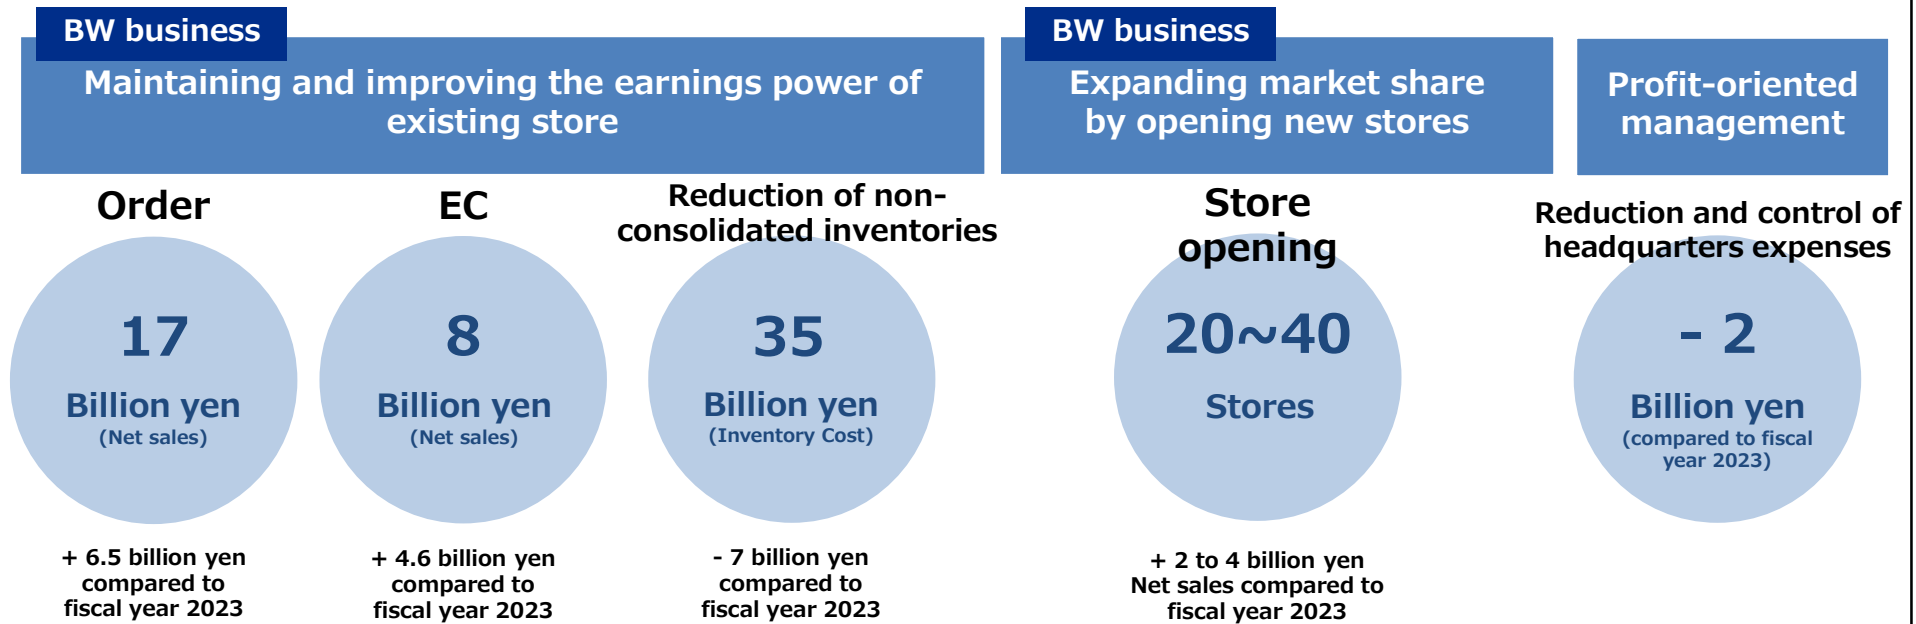 BW business
Maintaining and improving the earnings power of
existing store
Order
17
Billion yen
(Net sales)
+ 6.5 billion yen
compared to
fiscal year 2023
EC
8
Billion yen
(Net sales)
+ 4.6 billion yen
compared to
fiscal year 2023
Reduction of non-
consolidated inventories
35
Billion yen
(Inventory Cost)
- 7 billion yen
compared to
fiscal year 2023
BW business
Expanding market share
by opening new stores
Store
opening
20~40
Stores
+ 2 to 4 billion yen
Net sales compared to
fiscal year 2023
Profit-oriented
management
Reduction and control of
headquarters expenses
- 2
Billion yen
(compared to fiscal
year 2023)